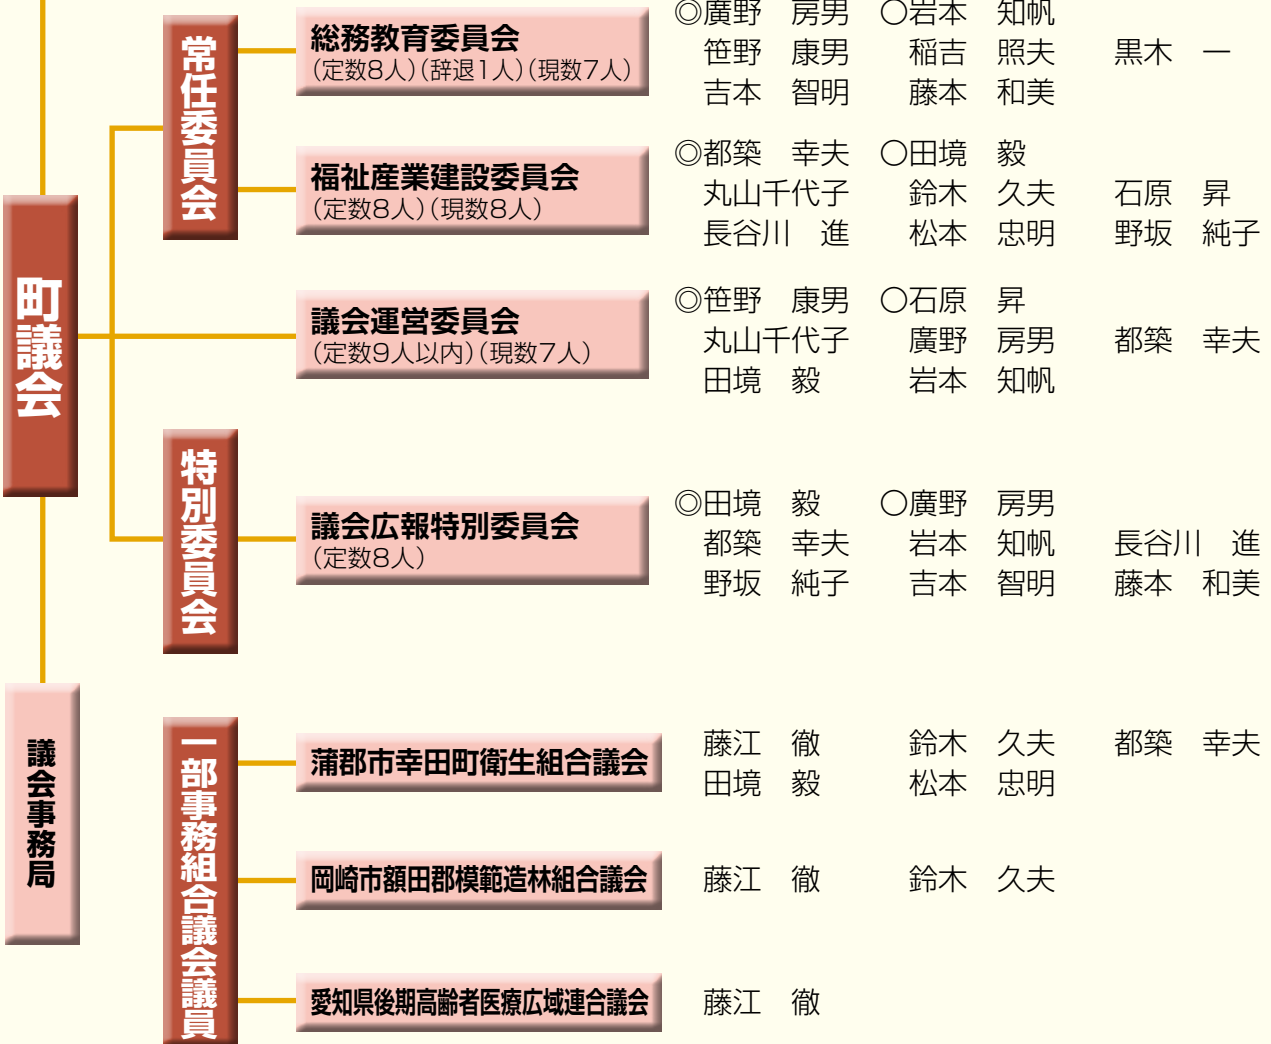 町議会
議会事務局
常任委員会
総務教育委員会
（定数8人）（辞退1人）（現数7人）
◎廣野　房男　〇岩本　知帆
笹野　康男　稲吉　照夫　黒木　一
吉本　智明　藤本　和美
福祉産業建設委員会
（定数8人）（現数8人）
◎都築　幸夫　〇田境　毅
丸山千代子　鈴木　久夫　石原　昇
長谷川　進　松本　忠明　野坂　純子
議会運営委員会
（定数9人以内）（現数7人）
◎笹野　康男　〇石原　昇
丸山千代子　廣野　房男　都築　幸夫
田境　毅　岩本　知帆
特別委員会
議会広報特別委員会
（定数8人）
◎田境　毅　〇廣野　房男
都築　幸夫　岩本　知帆　長谷川　進
野坂　純子　吉本　智明　藤本　和美
一部事務組合議会議員
蒲郡市幸田町衛生組合議会
藤江　徹　鈴木　久夫　都築　幸夫
田境　毅　松本　忠明
岡崎市額田郡模範造林組合議会
藤江　徹　鈴木　久夫
愛知県後期高齢者医療広域連合議会
藤江　徹